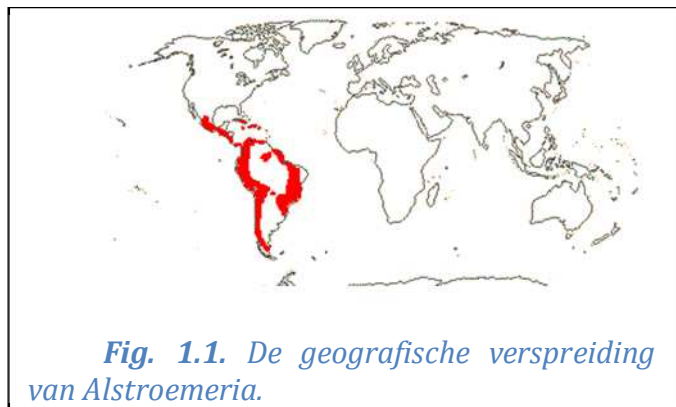 Fig. 1.1. De geografische verspreiding
van Alstroemeria.